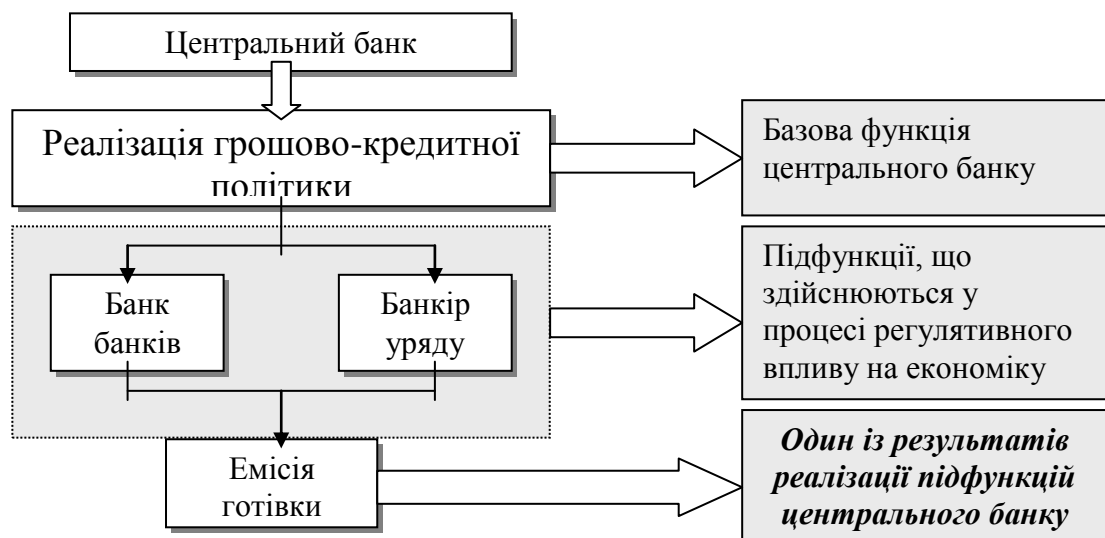 Центральний банк
Реалізація грошово-кредитної
політики
Базова функція
центрального банку
Банк
банків
Банкір
уряду
Підфункції, що
здійснюються у
процесі регулятивного
впливу на економіку
Емісія
готівки
Один із результатів
реалізації підфункцій
центрального банку